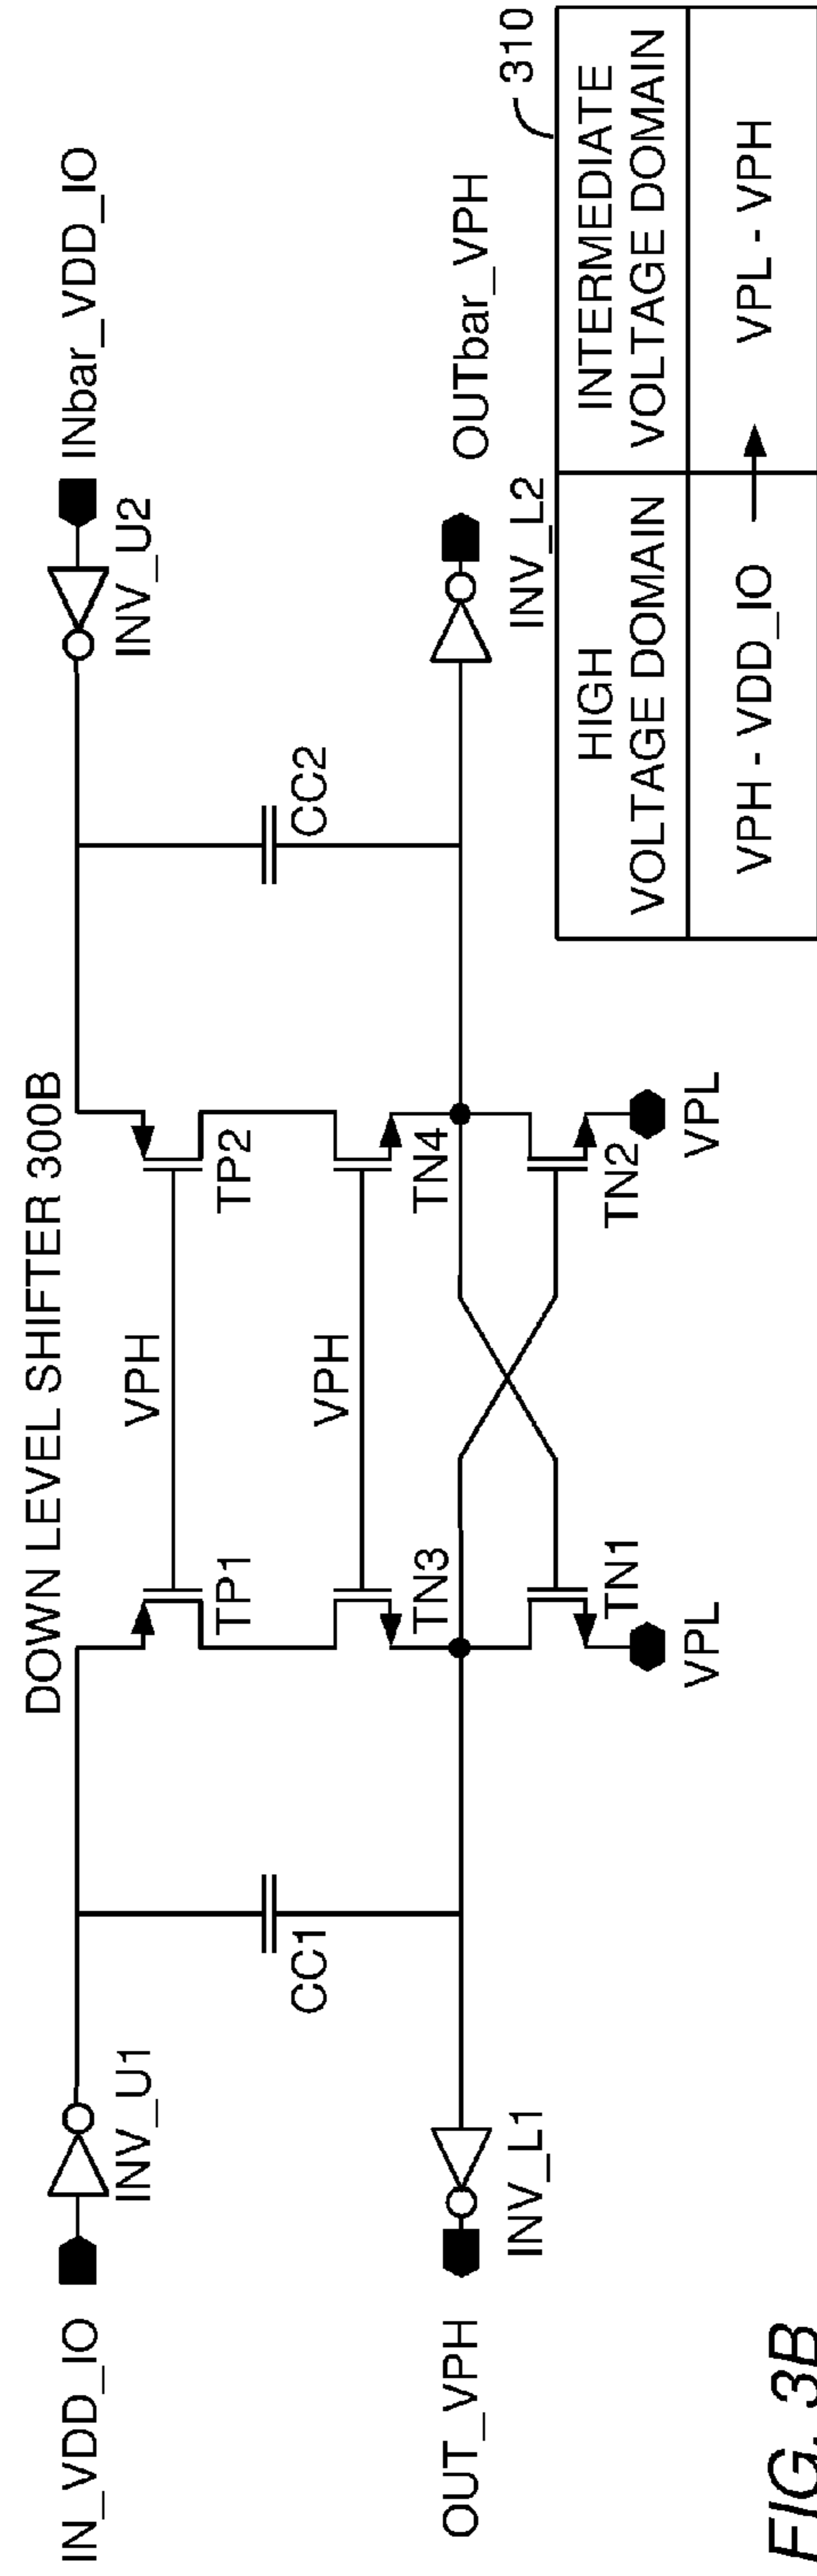 DOWN LEVEL SHIFTER 300B
IN_VDD_IO
INV_U1
INV_U2
INbar_VDD_IO
VPH
TP1
TP2
CC1
CC2
VPH
TN3
TN4
OUT_VPH
INV_L1
INV_L2
OUTbar_VPH
TN1
TN2
VPL
VPL
310
HIGH
VOLTAGE DOMAIN
INTERMEDIATE
VOLTAGE DOMAIN
VPH - VDD_IO
VPL - VPH
FIG. 3B